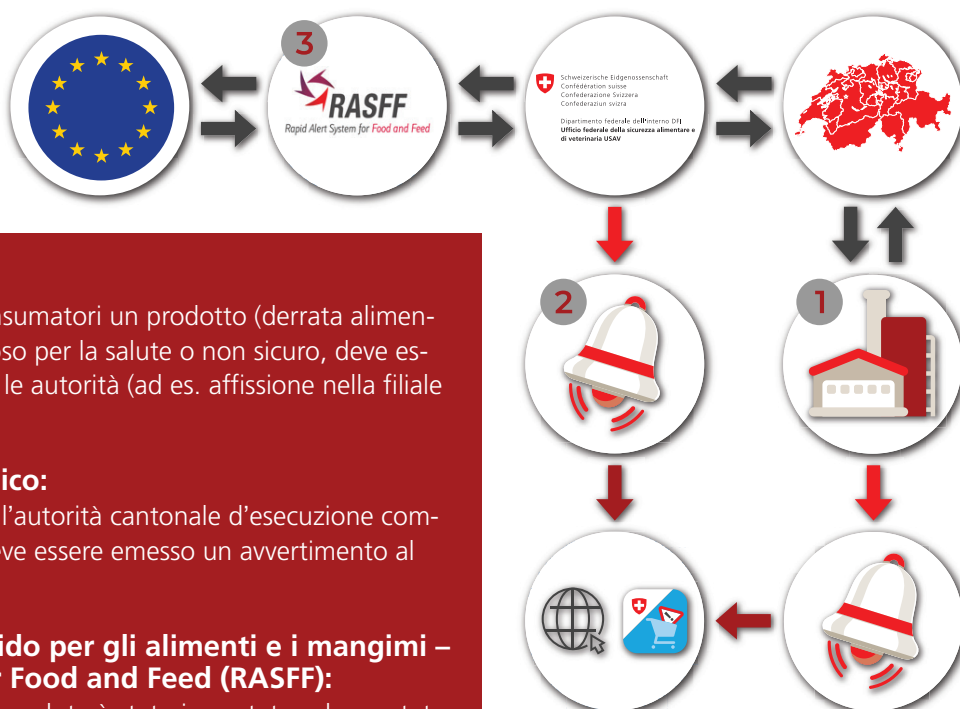 3
RASFF
Rapid Alert System for Food and Feed
Schweizerische Eidgenossenschaft
Confédération suisse
Confederazione Svizzera
Confederaziun svizra
Dipartimento federale dell'interno DFI
Ufficio federale della sicurezza alimentare e
di veterinaria USAV
2
1
sumatori un prodotto (derrata alimen-
so per la salute o non sicuro, deve es-
le autorità (ad es. affissione nella filiale
ico:
l'autorità cantonale d'esecuzione com-
eve essere emesso un avvertimento al
ido per gli alimenti e i mangimi –
Food and Feed (RASFF):